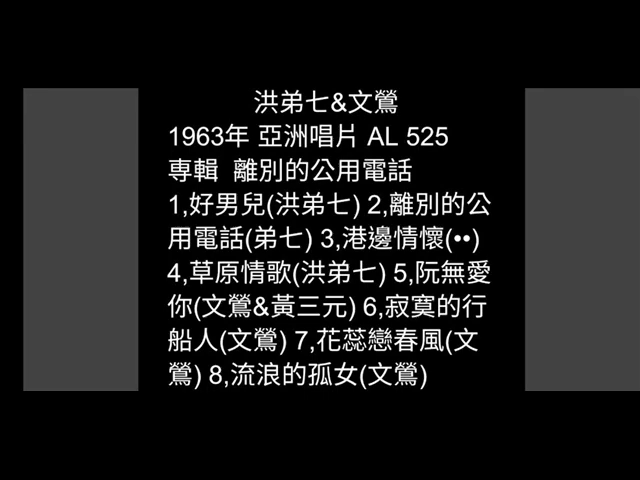 洪弟七&文鶯
1963年 亞洲唱片 AL 525
專輯  離別的公用電話
1,好男兒(洪弟七) 2,離別的公
用電話(弟七) 3,港邊情懷(••)
4,草原情歌(洪弟七) 5,阮無愛
你(文鶯&黃三元) 6,寂寞的行
船人(文鶯) 7,花蕊戀春風(文
鶯) 8,流浪的孤女(文鶯)